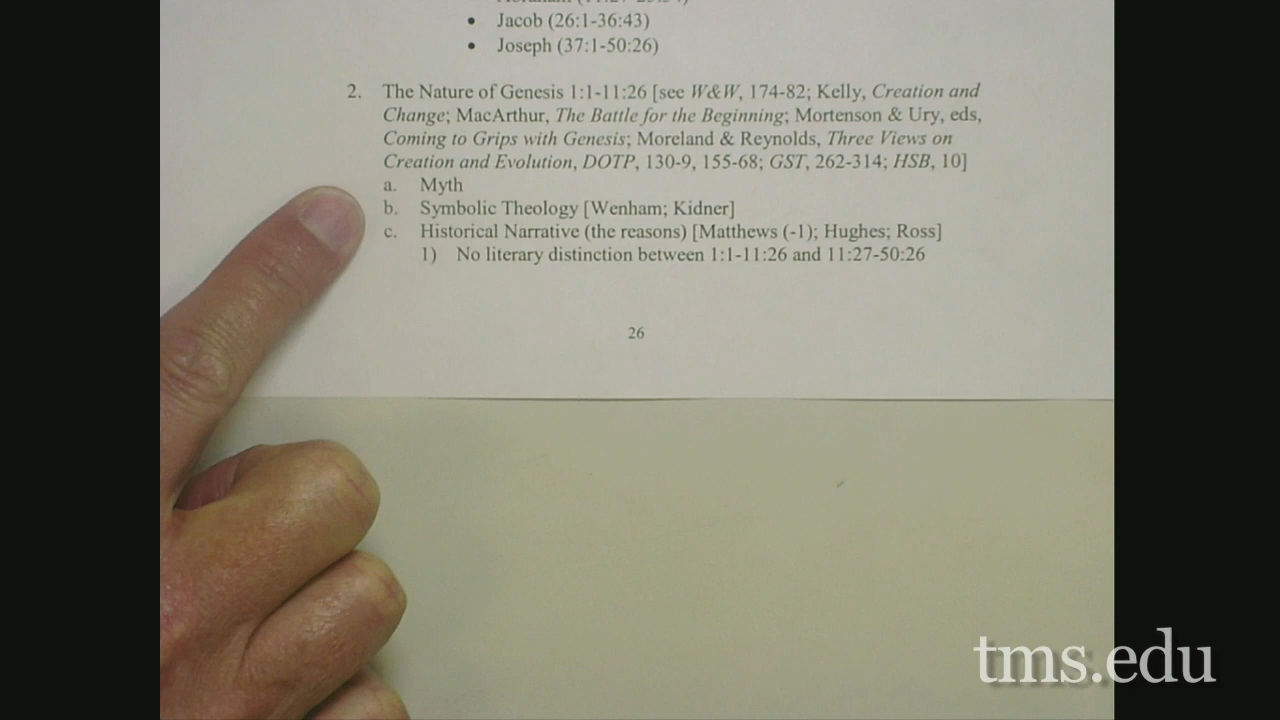 • Jacob (26:1-36:43)
• Joseph (37:1-50:26)
2. The Nature of Genesis 1:1-11:26 [see W&W, 174-82; Kelly, Creation and
Change; MacArthur, The Battle for the Beginning; Mortenson & Ury, eds,
Coming to Grips with Genesis; Moreland & Reynolds, Three Views on
Creation and Evolution, DOTP, 130-9, 155-68; GST, 262-314; HSB, 10]
a. Myth
b. Symbolic Theology [Wenham; Kidner]
c. Historical Narrative (the reasons) [Matthews (-1); Hughes; Ross]
1) No literary distinction between 1:1-11:26 and 11:27-50:26
26
tms.edu